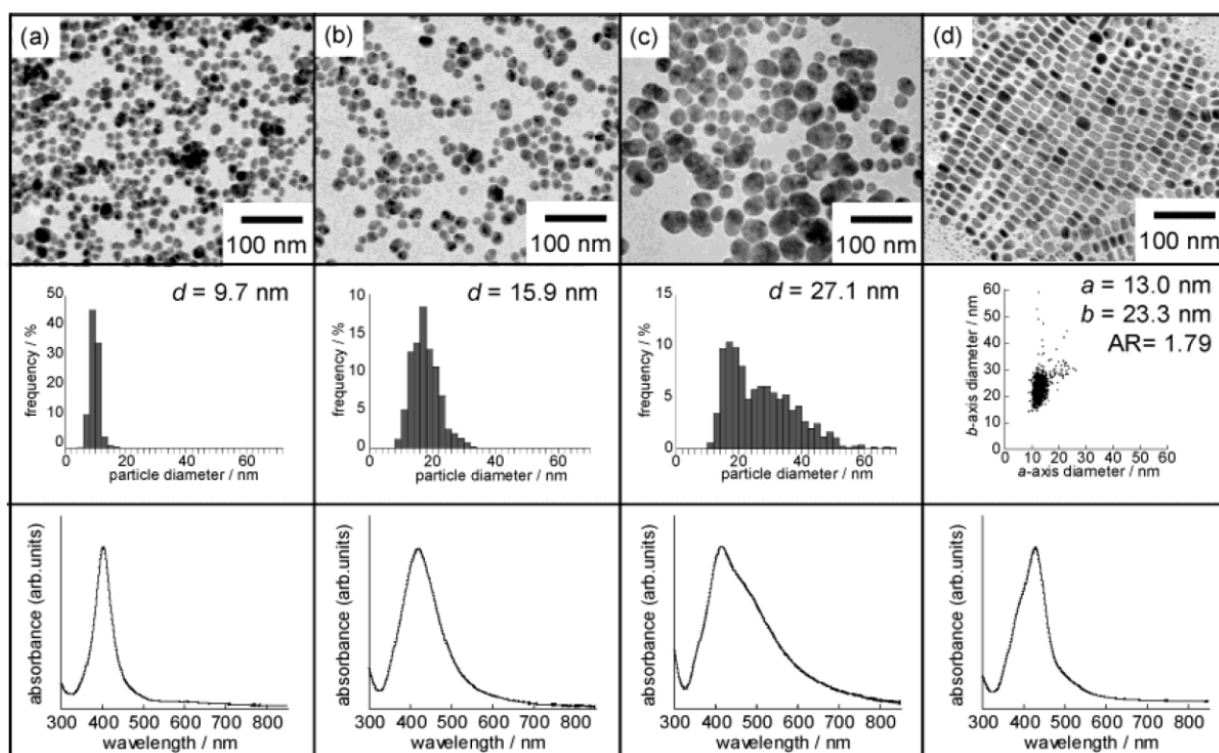 (a)
100 nm
(b)
100 nm
(c)
100 nm
(d)
100 nm
d = 9.7 nm
50
40
30
20
10
0
frequency / %
0 20 40 60
particle diameter / nm
d = 15.9 nm
10
5
0
frequency / %
0 20 40 60
particle diameter / nm
d = 27.1 nm
15
10
5
0
frequency / %
0 20 40 60
particle diameter / nm
a = 13.0 nm
b = 23.3 nm
AR= 1.79
60
50
40
30
20
10
0
b-axis diameter / nm
0 10 20 30 40 50 60
a-axis diameter / nm
absorbance (arb.units)
300 400 500 600 700 800
wavelength / nm
absorbance (arb.units)
300 400 500 600 700 800
wavelength / nm
absorbance (arb.units)
300 400 500 600 700 800
wavelength / nm
absorbance (arb.units)
300 400 500 600 700 800
wavelength / nm